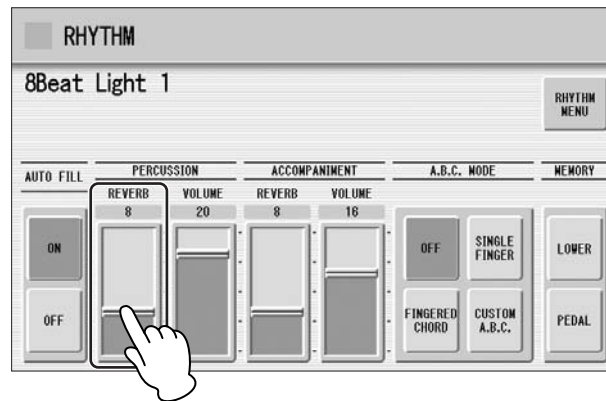 RHYTHM
8Beat Light 1
RHYTHM
MENU
AUTO FILL
PERCUSSION
ACCOMPANIMENT
A.B.C. MODE
MEMORY
REVERB
VOLUME
REVERB
VOLUME
8
20
8
16
ON
OFF
OFF
SINGLE
FINGER
FINGERED
CHORD
CUSTOM
A.B.C.
LOWER
PEDAL